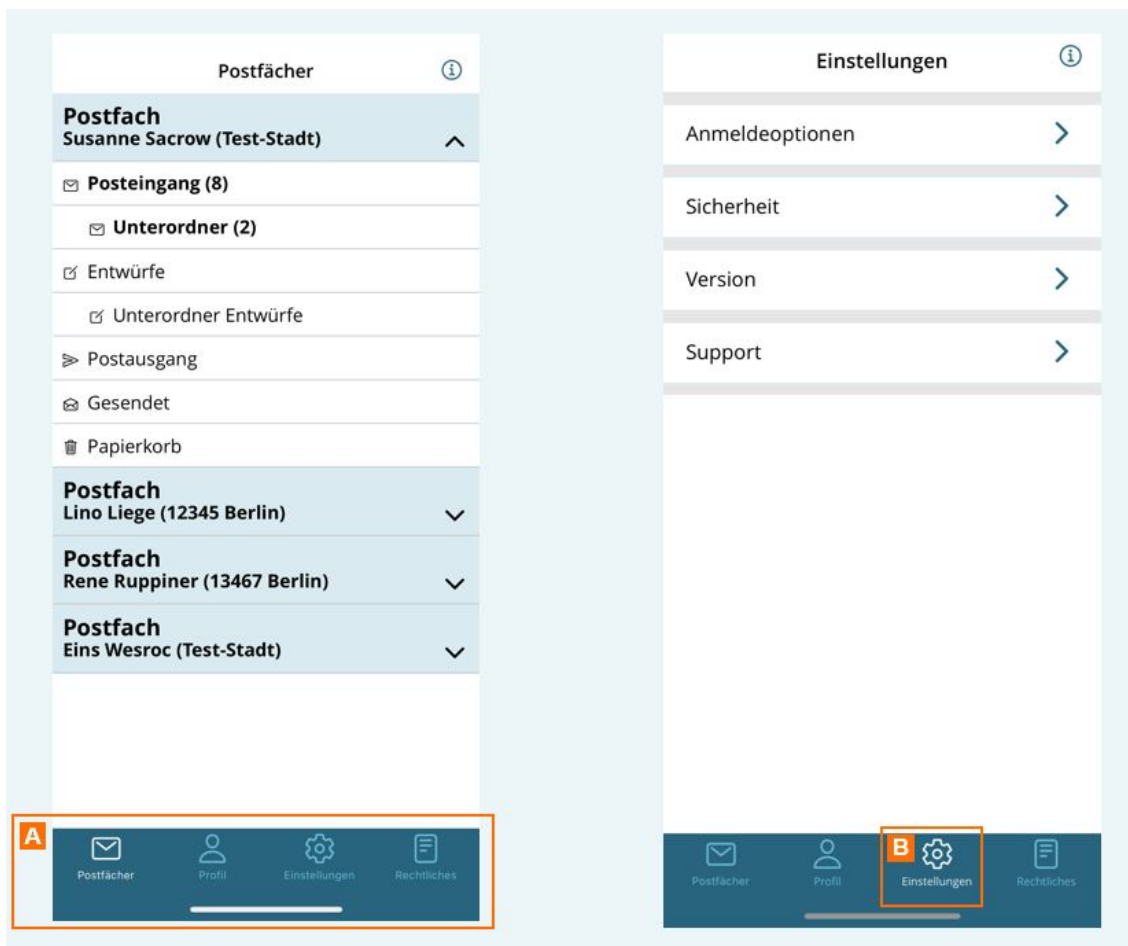 Postfächer
Postfach
Susanne Sacrow (Test-Stadt)
Posteingang (8)
Unterordner (2)
Entwürfe
Unterordner Entwürfe
Postausgang
Gesendet
Papierkorb
Postfach
Lino Liege (12345 Berlin)
Postfach
Rene Ruppiner (13467 Berlin)
Postfach
Eins Wesroc (Test-Stadt)
A
Postfächer Profil Einstellungen Rechtliches
Einstellungen
Anmeldeoptionen
Sicherheit
Version
Support
B
Postfächer Profil Einstellungen Rechtliches